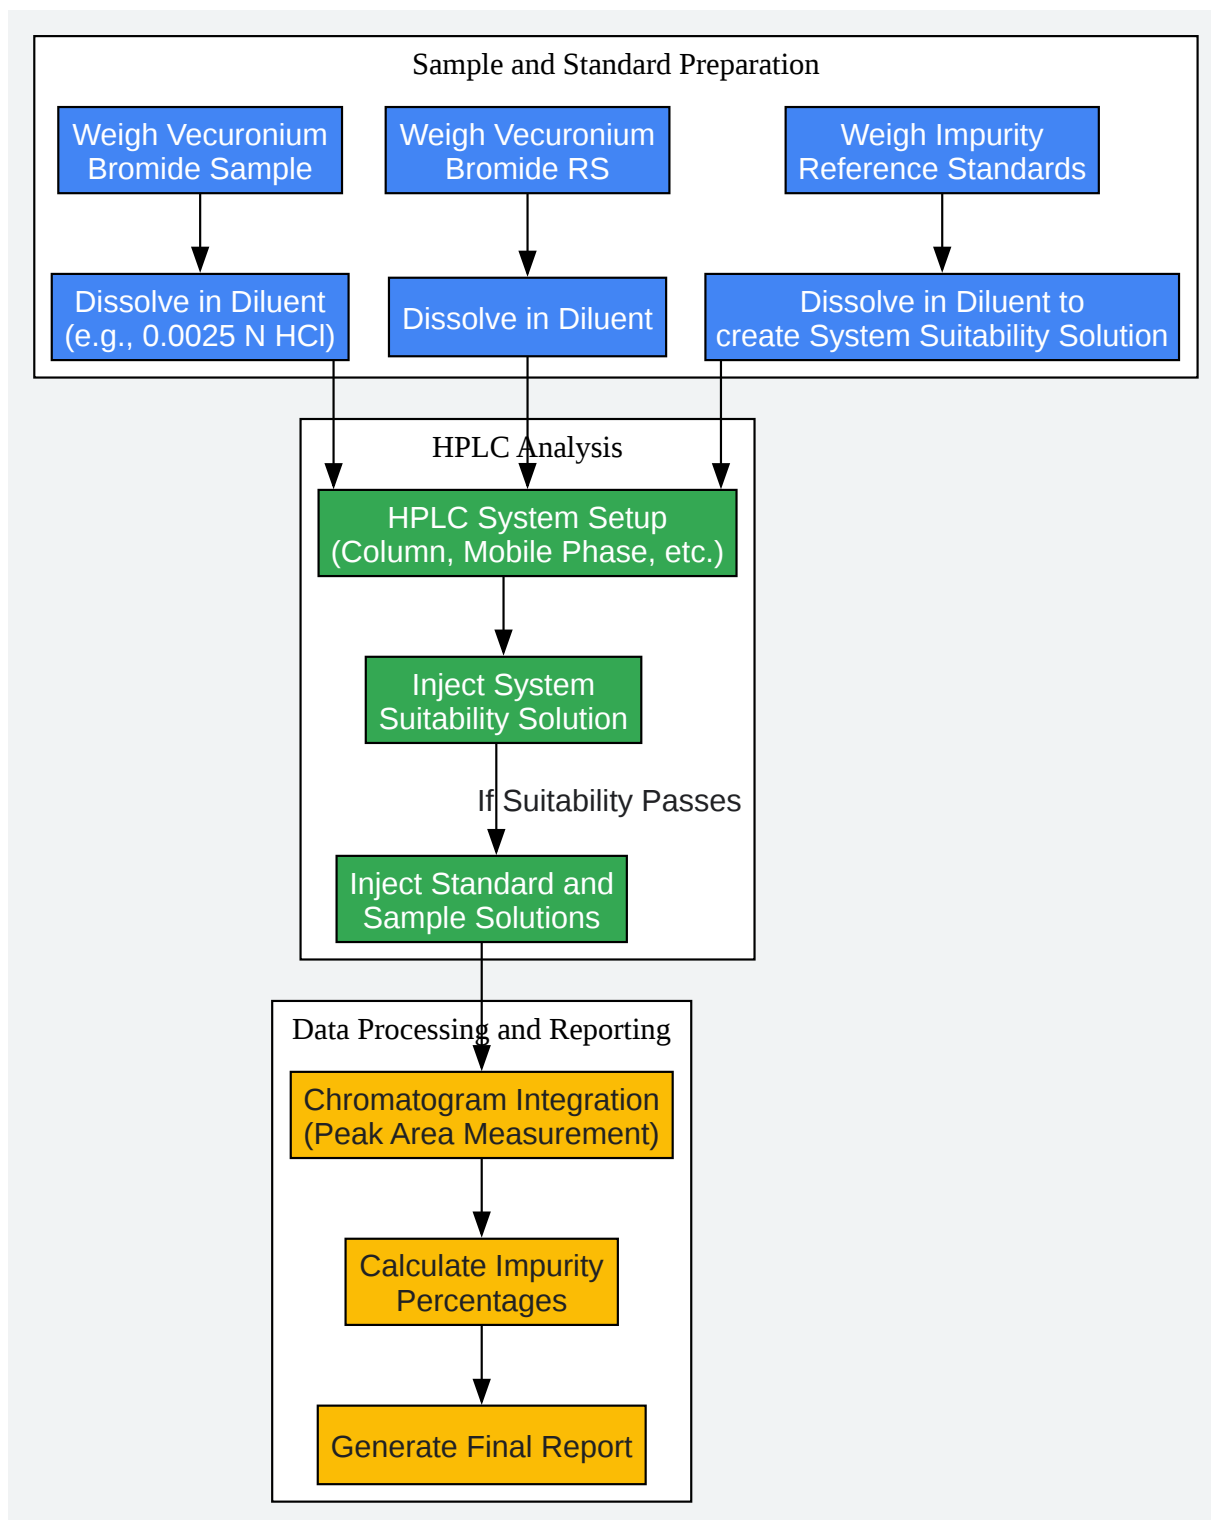 Sample and Standard Preparation
Weigh Vecuronium
Bromide Sample
Weigh Vecuronium
Bromide RS
Weigh Impurity
Reference Standards
Dissolve in Diluent
(e.g., 0.0025 N HCl)
Dissolve in Diluent
Dissolve in Diluent to
create System Suitability Solution
HPLC Analysis
HPLC System Setup
(Column, Mobile Phase, etc.)
Inject System
Suitability Solution
If Suitability Passes
Inject Standard and
Sample Solutions
Data Processing and Reporting
Chromatogram Integration
(Peak Area Measurement)
Calculate Impurity
Percentages
Generate Final Report